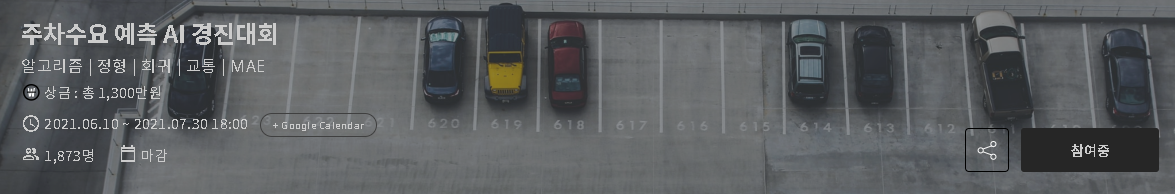 주차수요 예측 AI 경진대회
알고리즘 | 정형 | 회귀 | 교통 | MAE
상금 : 총 1,300만원
2021.06.10 ~ 2021.07.30 18:00 + Google Calendar
620 619 618 617 616 615 614 613 612
1,873명 마감
참여중